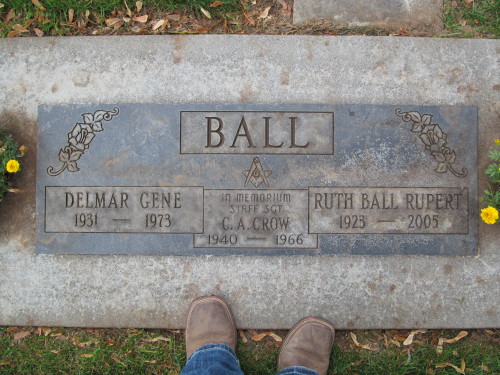 BALL
DELMAR GENE
1931 — 1973
IN MEMORIUM
STAFF SGT
C. A. CROW
1940 — 1966
RUTH BALL RUPERT
1923 — 2005